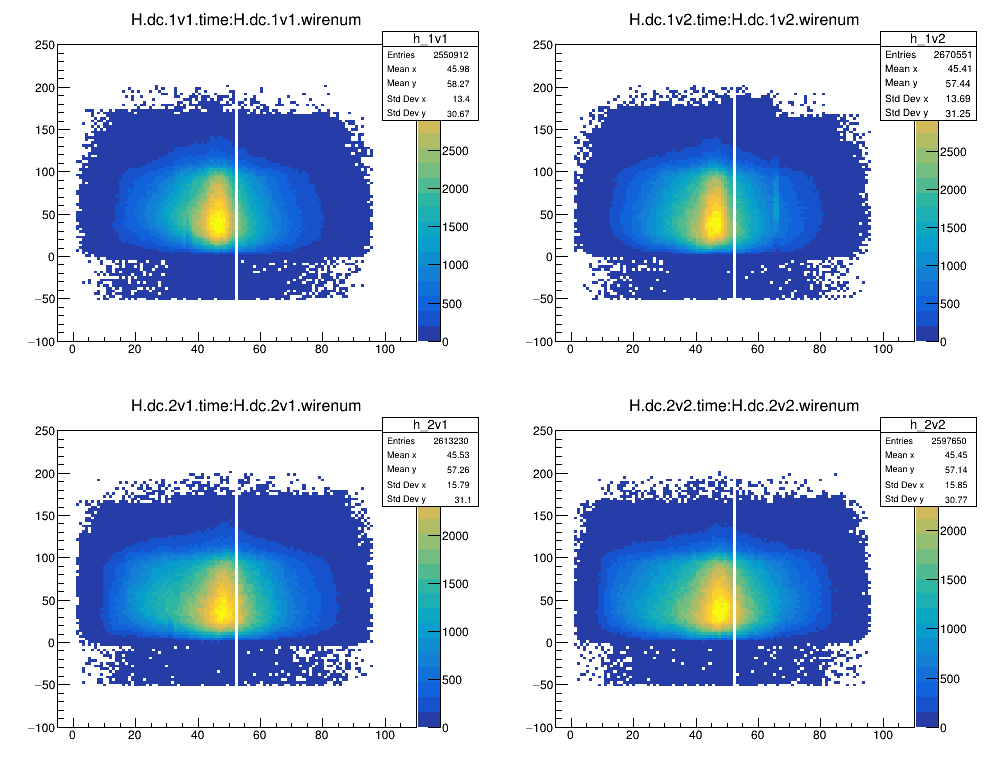 H.dc.1v1.time:H.dc.1v1.wirenum
h_1v1
Entries 2550912
Mean x 45.98
Mean y 58.27
Std Dev x 13.4
Std Dev y 30.67
250
200
150
100
50
0
−50
−100
0 20 40 60 80 100
2500
2000
1500
1000
500
0
H.dc.1v2.time:H.dc.1v2.wirenum
h_1v2
Entries 2670551
Mean x 45.41
Mean y 57.44
Std Dev x 13.69
Std Dev y 31.25
250
200
150
100
50
0
−50
−100
0 20 40 60 80 100
2500
2000
1500
1000
500
0
H.dc.2v1.time:H.dc.2v1.wirenum
h_2v1
Entries 2613230
Mean x 45.53
Mean y 57.26
Std Dev x 15.79
Std Dev y 31.1
250
200
150
100
50
0
−50
−100
0 20 40 60 80 100
2000
1500
1000
500
0
H.dc.2v2.time:H.dc.2v2.wirenum
h_2v2
Entries 2597650
Mean x 45.45
Mean y 57.14
Std Dev x 15.85
Std Dev y 30.77
250
200
150
100
50
0
−50
−100
0 20 40 60 80 100
2000
1500
1000
500
0